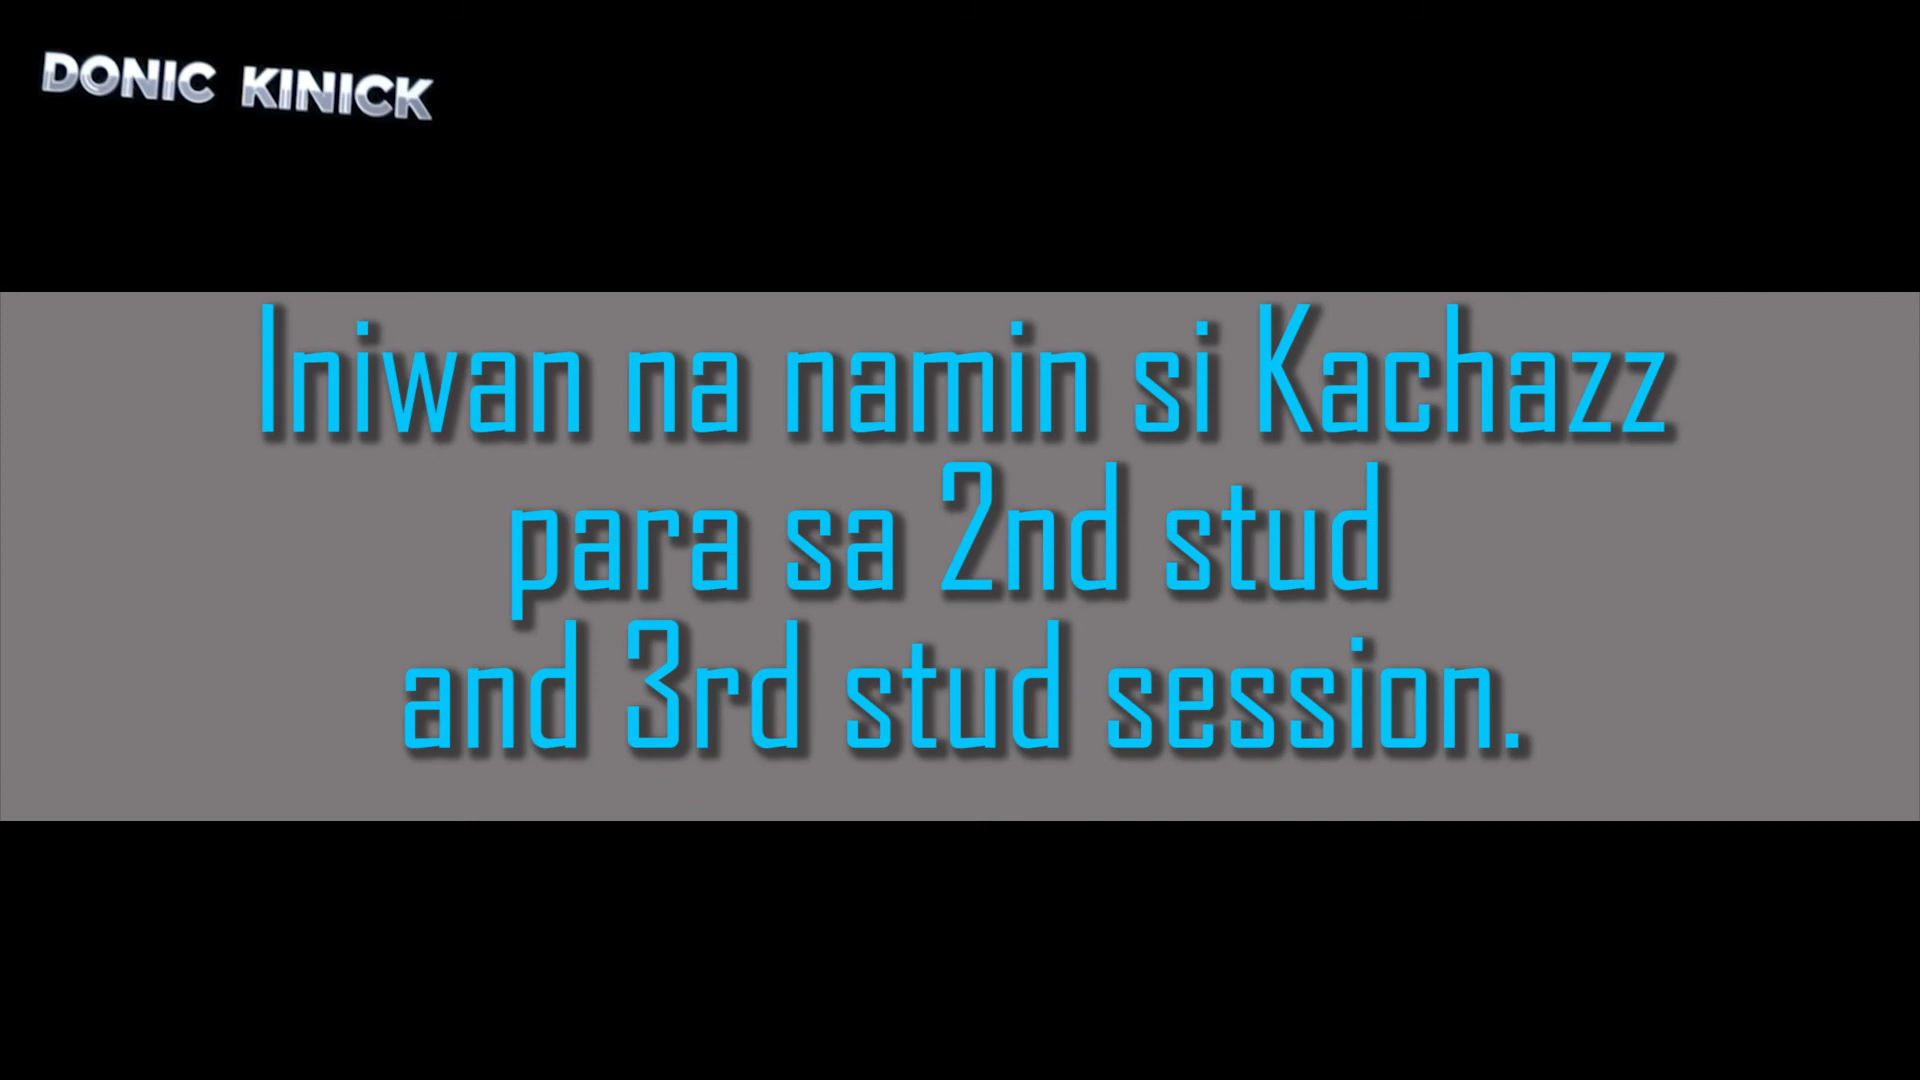 DONIC KINICK
Iniwan na namin si Kachazz
para sa 2nd stud
and 3rd stud session.